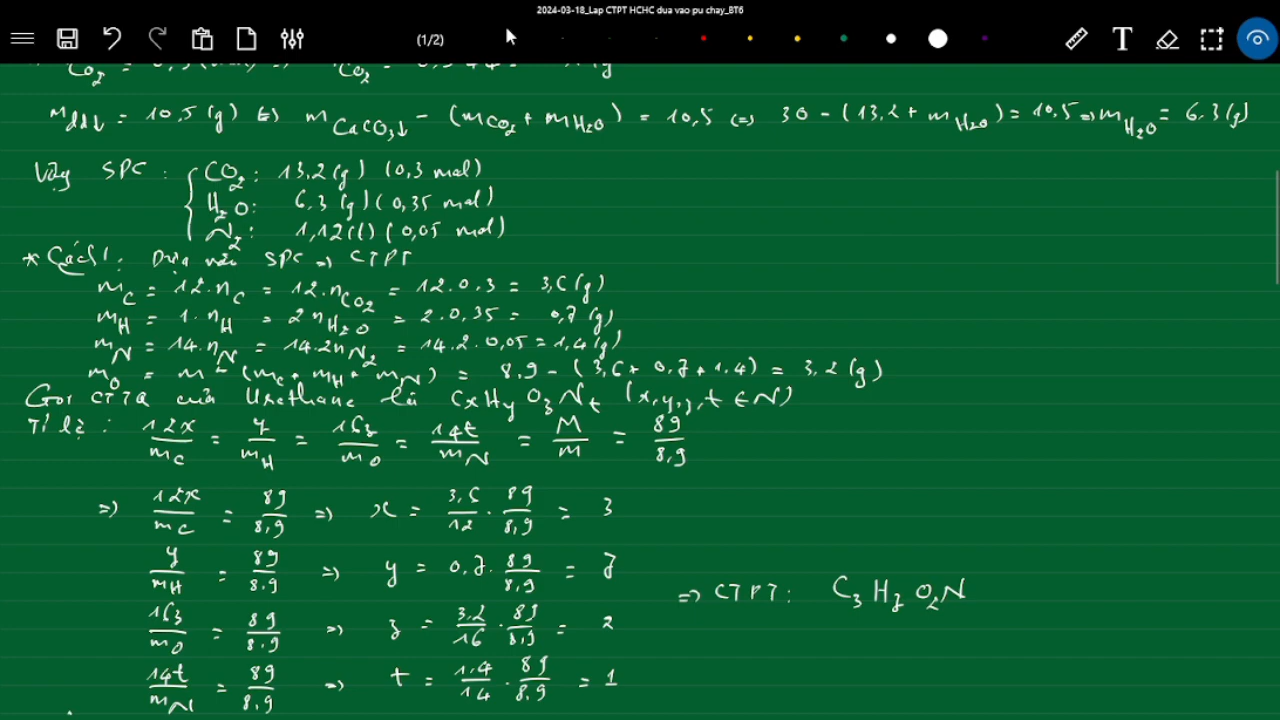 2024-03-18_Lap CTPT HCHC dua vao pu chay_BT6
(1/2)
T
m dd↓ = 10,5 (g) ⇔ m CaCO3↓ - (mCO2 + mH2O) = 10,5 ⇔ 30 - (13,2 + mH2O) = 10,5 ⇒ mH2O = 6,3 (g)
Vậy SPC : { CO2 : 13,2 (g) (0,3 mol)
H2O : 6,3 (g) (0,35 mol)
N2 : 1,12 (l) (0,05 mol)
* Cách 1 : Dựa vào SPC ⇒ CTPT
mC = 12.nC = 12.nCO2 = 12.0,3 = 3,6 (g)
mH = 1.nH = 2nH2O = 2.0,35 = 0,7 (g)
mN = 14.nN = 14.2nN2 = 14.2.0,05 = 1,4 (g)
mO = m - (mC + mH + mN) = 8,9 - (3,6 + 0,7 + 1,4) = 3,2 (g)
Gọi CTTQ của Urethane là CxHyOzNt (x,y,z,t ∈ N)
Tỉ lệ : 12x/mC = y/mH = 16z/mO = 14t/mN = M/m = 89/8,9
⇒ 12x/mC = 89/8,9 ⇒ x = 3,6/12 . 89/8,9 = 3
y/mH = 89/8,9 ⇒ y = 0,7 . 89/8,9 = 7
⇒ CTPT : C3H7O2N
16z/mO = 89/8,9 ⇒ z = 3,2/16 . 89/8,9 = 2
14t/mN = 89/8,9 ⇒ t = 1,4/14 . 89/8,9 = 1